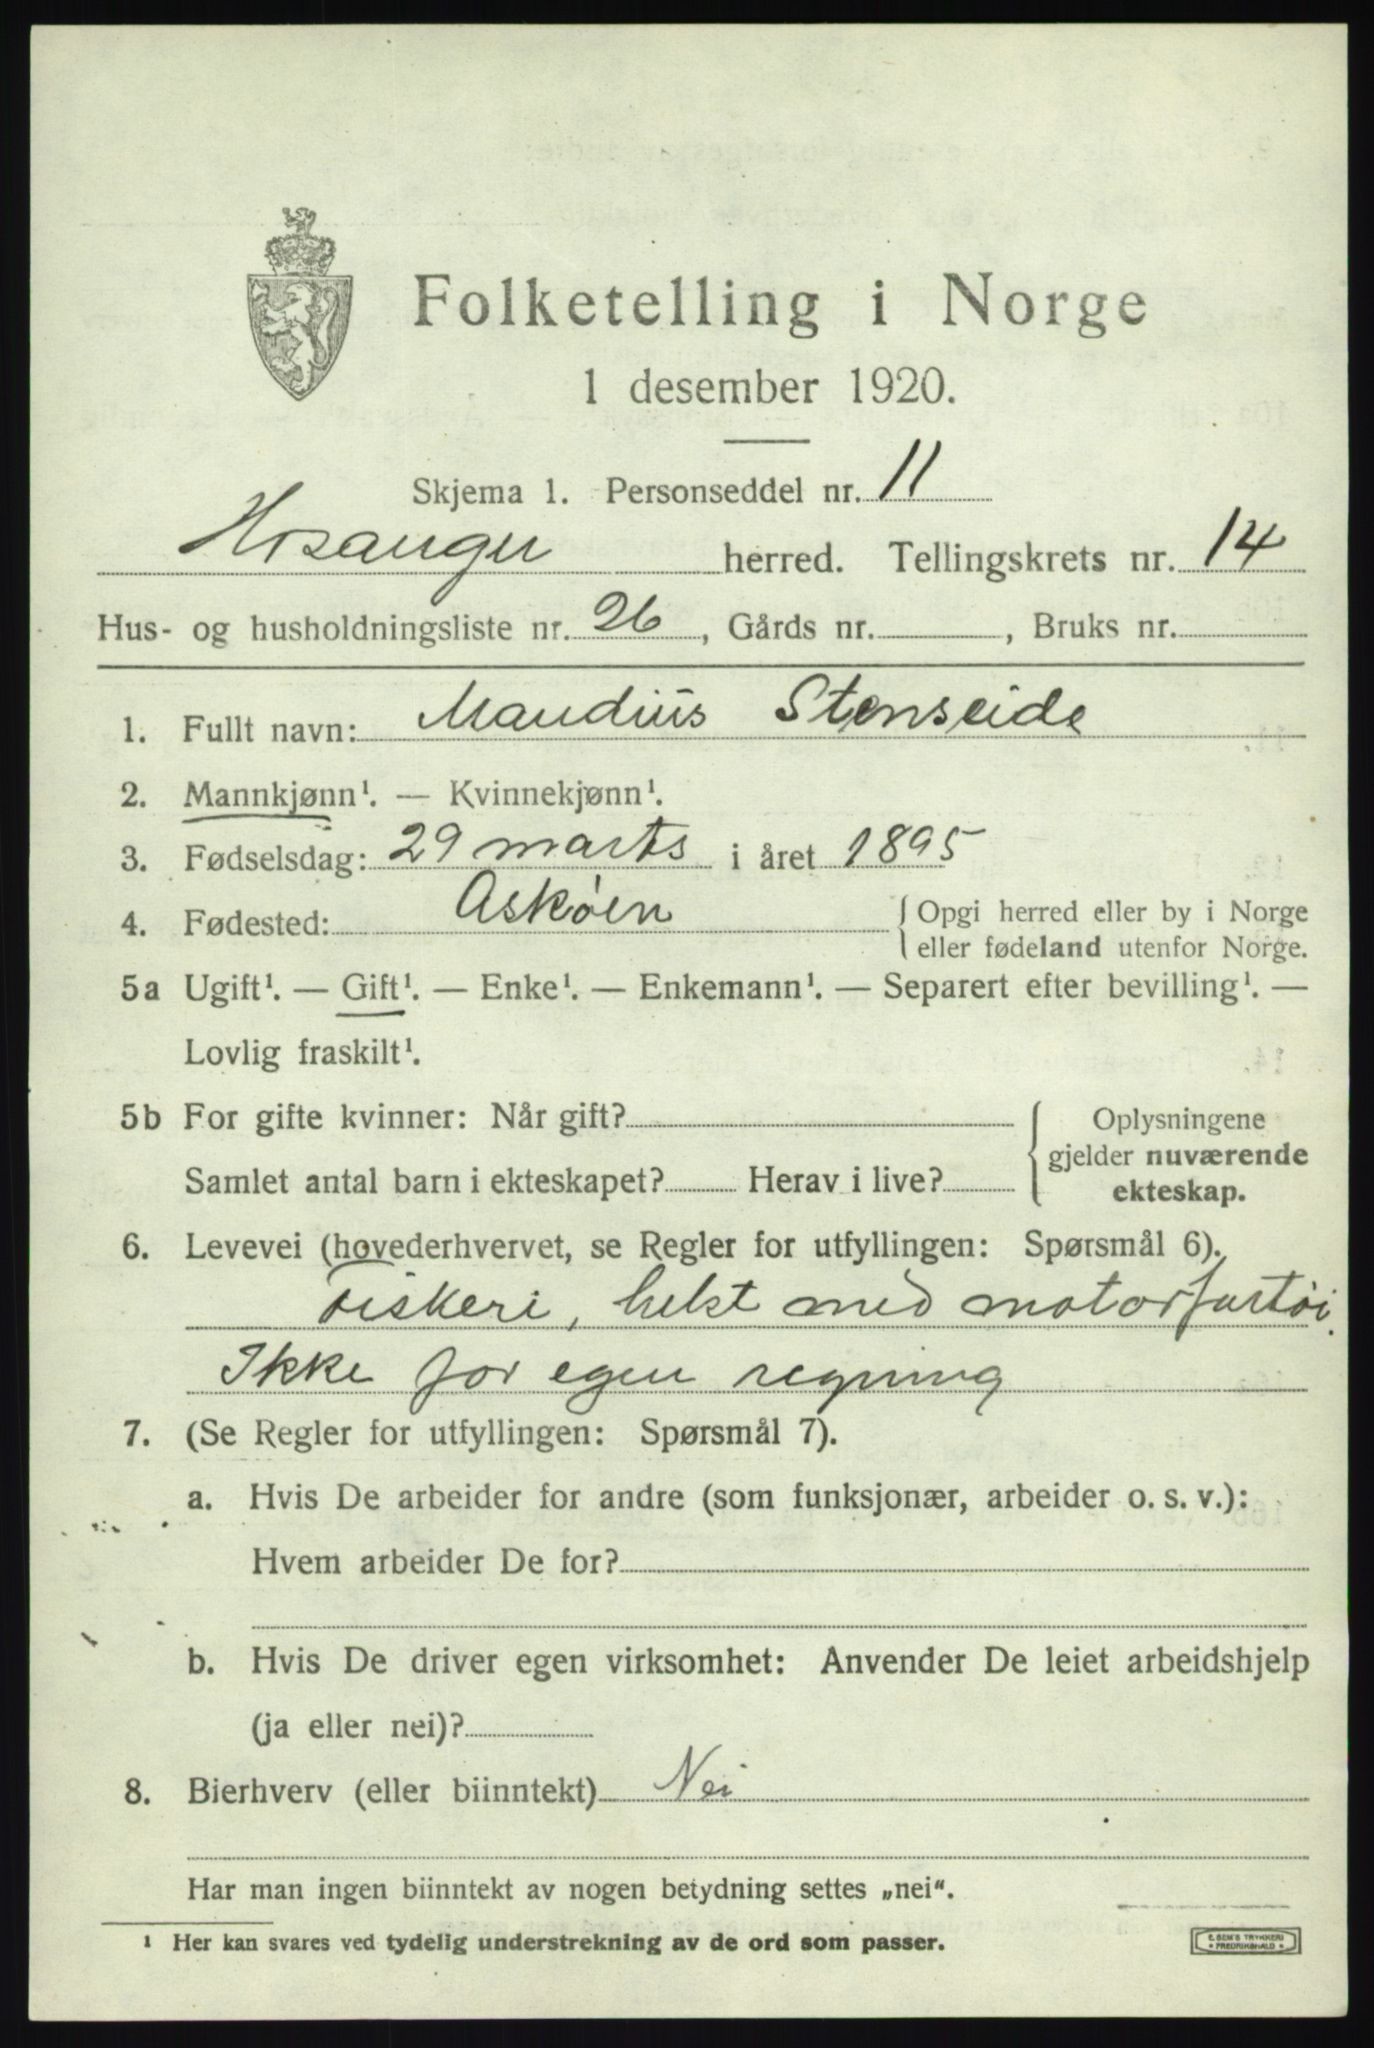 Folketelling i Norge
1 desember 1920.
Skjema 1. Personseddel nr. 11
Hosanger herred. Tellingskrets nr. 14
Hus- og husholdningsliste nr. 26, Gårds nr. , Bruks nr.
1. Fullt navn: Maudius Stenseide
2. Mannkjønn¹. — Kvinnekjønn¹.
3. Fødselsdag: 29 marts i året 1895
4. Fødested: Askøen { Opgi herred eller by i Norge
eller fødeland utenfor Norge.
5a Ugift¹. — Gift¹. — Enke¹. — Enkemann¹. — Separert efter bevilling¹. —
Lovlig fraskilt¹.
5b For gifte kvinner: Når gift? { Oplysningene
gjelder nuværende
Samlet antal barn i ekteskapet? Herav i live?
ekteskap.
6. Levevei (hovederhvervet, se Regler for utfyllingen: Spørsmål 6).
Fiskeri, helst med motorfartøi.
Ikke for egen regning
7. (Se Regler for utfyllingen: Spørsmål 7).
a. Hvis De arbeider for andre (som funksjonær, arbeider o. s. v.):
Hvem arbeider De for?
b. Hvis De driver egen virksomhet: Anvender De leiet arbeidshjelp
(ja eller nei)?
8. Bierhverv (eller biinntekt) Nei
Har man ingen biinntekt av nogen betydning settes „nei“.
¹ Her kan svares ved tydelig understrekning av de ord som passer.
E. SEM'S TRYKKERI
• FREDRIKSHALD •